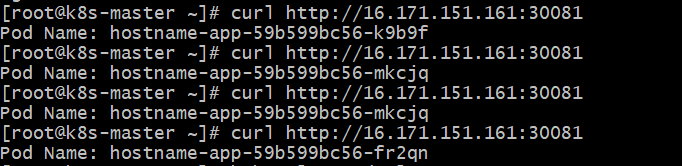 [root@k8s-master ~]# curl http://16.171.151.161:30081
Pod Name: hostname-app-59b599bc56-k9b9f
[root@k8s-master ~]# curl http://16.171.151.161:30081
Pod Name: hostname-app-59b599bc56-mkcjq
[root@k8s-master ~]# curl http://16.171.151.161:30081
Pod Name: hostname-app-59b599bc56-mkcjq
[root@k8s-master ~]# curl http://16.171.151.161:30081
Pod Name: hostname-app-59b599bc56-fr2qn